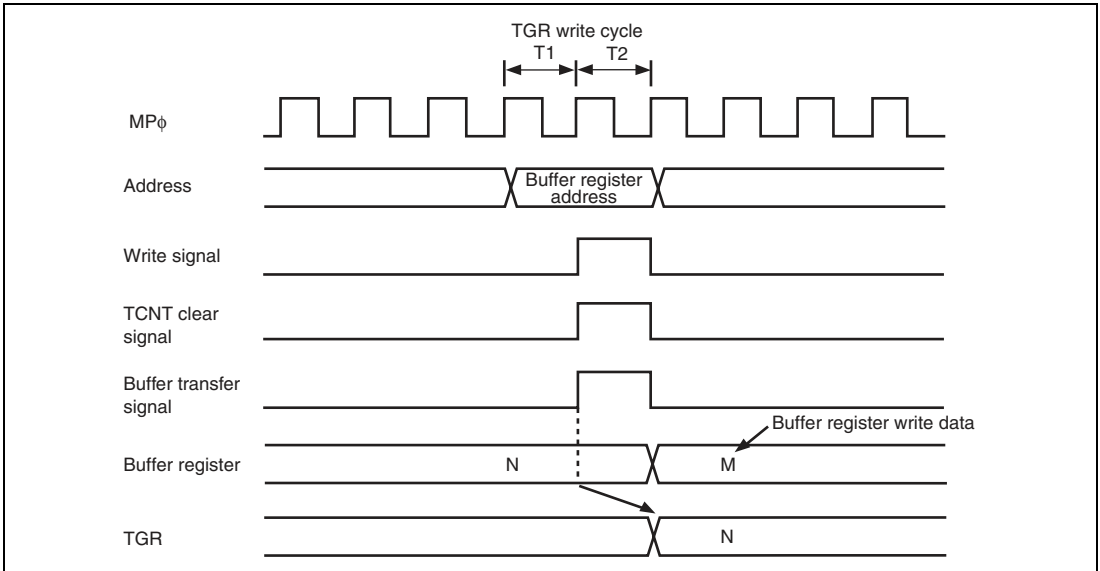 TGR write cycle
T1 T2
MPϕ
Address
Buffer register
address
Write signal
TCNT clear
signal
Buffer transfer
signal
Buffer register write data
Buffer register
N M
TGR
N